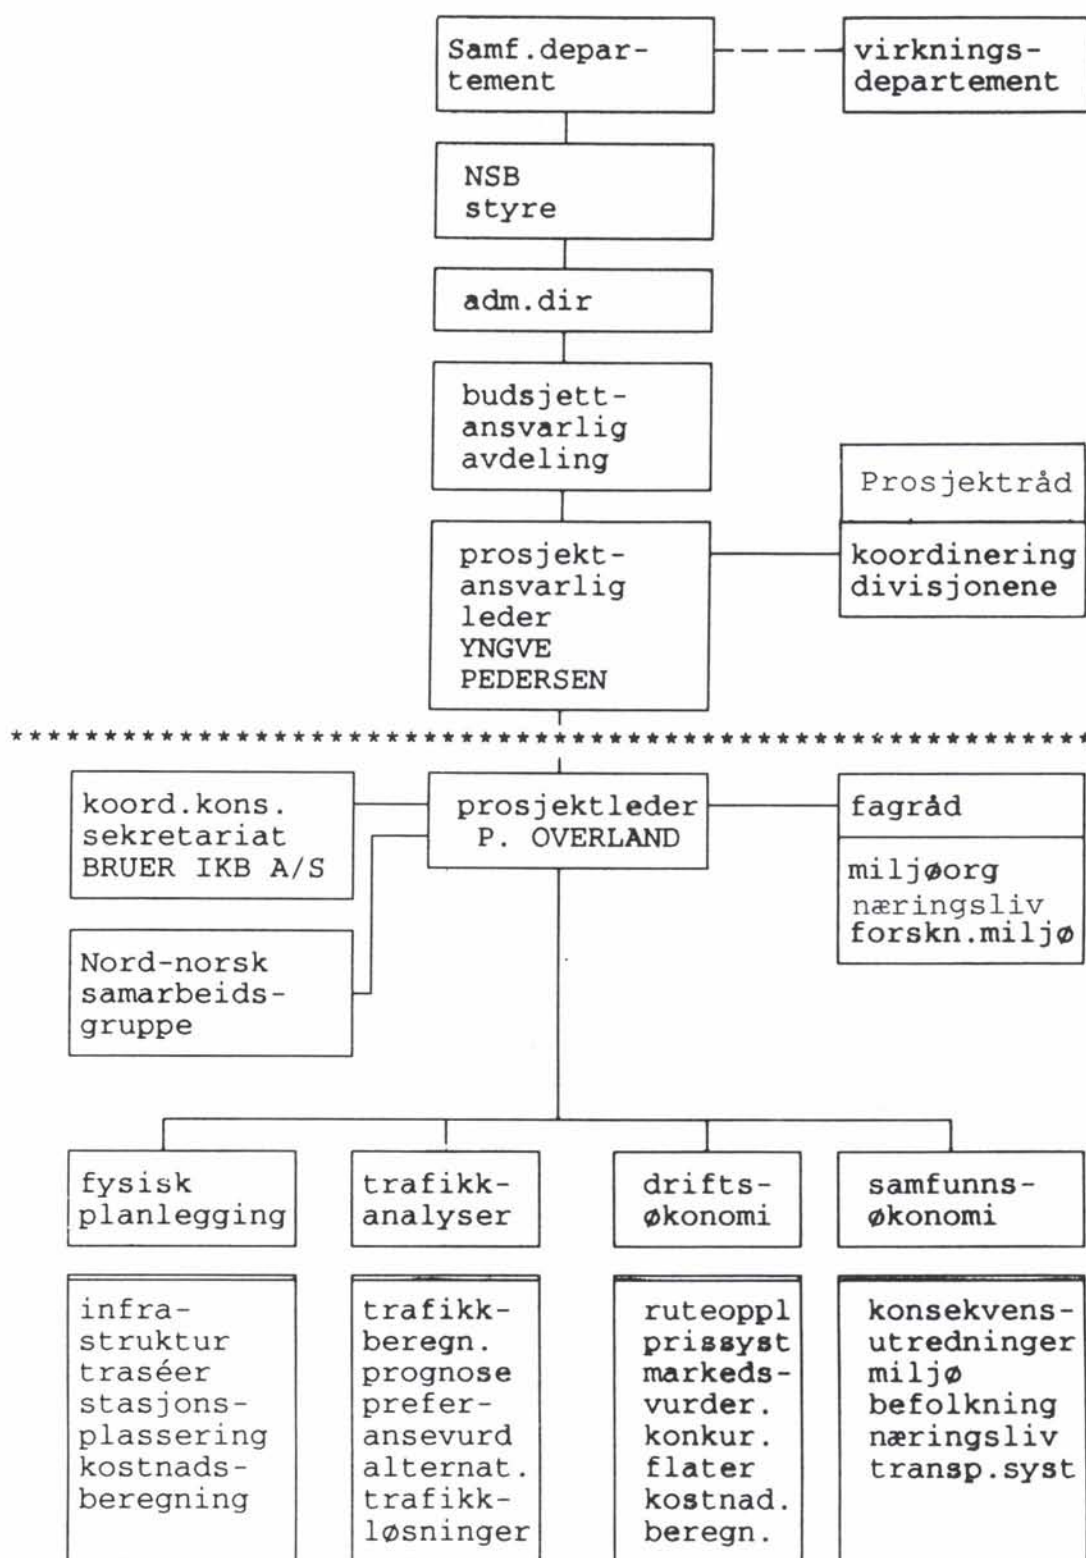 Samf.depar-
tement
virknings-
departement
NSB
styre
adm.dir
budsjett-
ansvarlig
avdeling
Prosjektråd
koordinering
divisjonene
prosjekt-
ansvarlig
leder
YNGVE
PEDERSEN
************************************************************
koord.kons.
sekretariat
BRUER IKB A/S
prosjektleder
P. OVERLAND
fagråd
miljøorg
næringsliv
forskn.miljø
Nord-norsk
samarbeids-
gruppe
fysisk
planlegging
trafikk-
analyser
drifts-
økonomi
samfunns-
økonomi
infra-
struktur
traséer
stasjons-
plassering
kostnads-
beregning
trafikk-
beregn.
prognose
prefer-
ansevurd
alternat.
trafikk-
løsninger
ruteoppl
prissyst
markeds-
vurder.
konkur.
flater
kostnad.
beregn.
konsekvens-
utredninger
miljø
befolkning
næringsliv
transp.syst